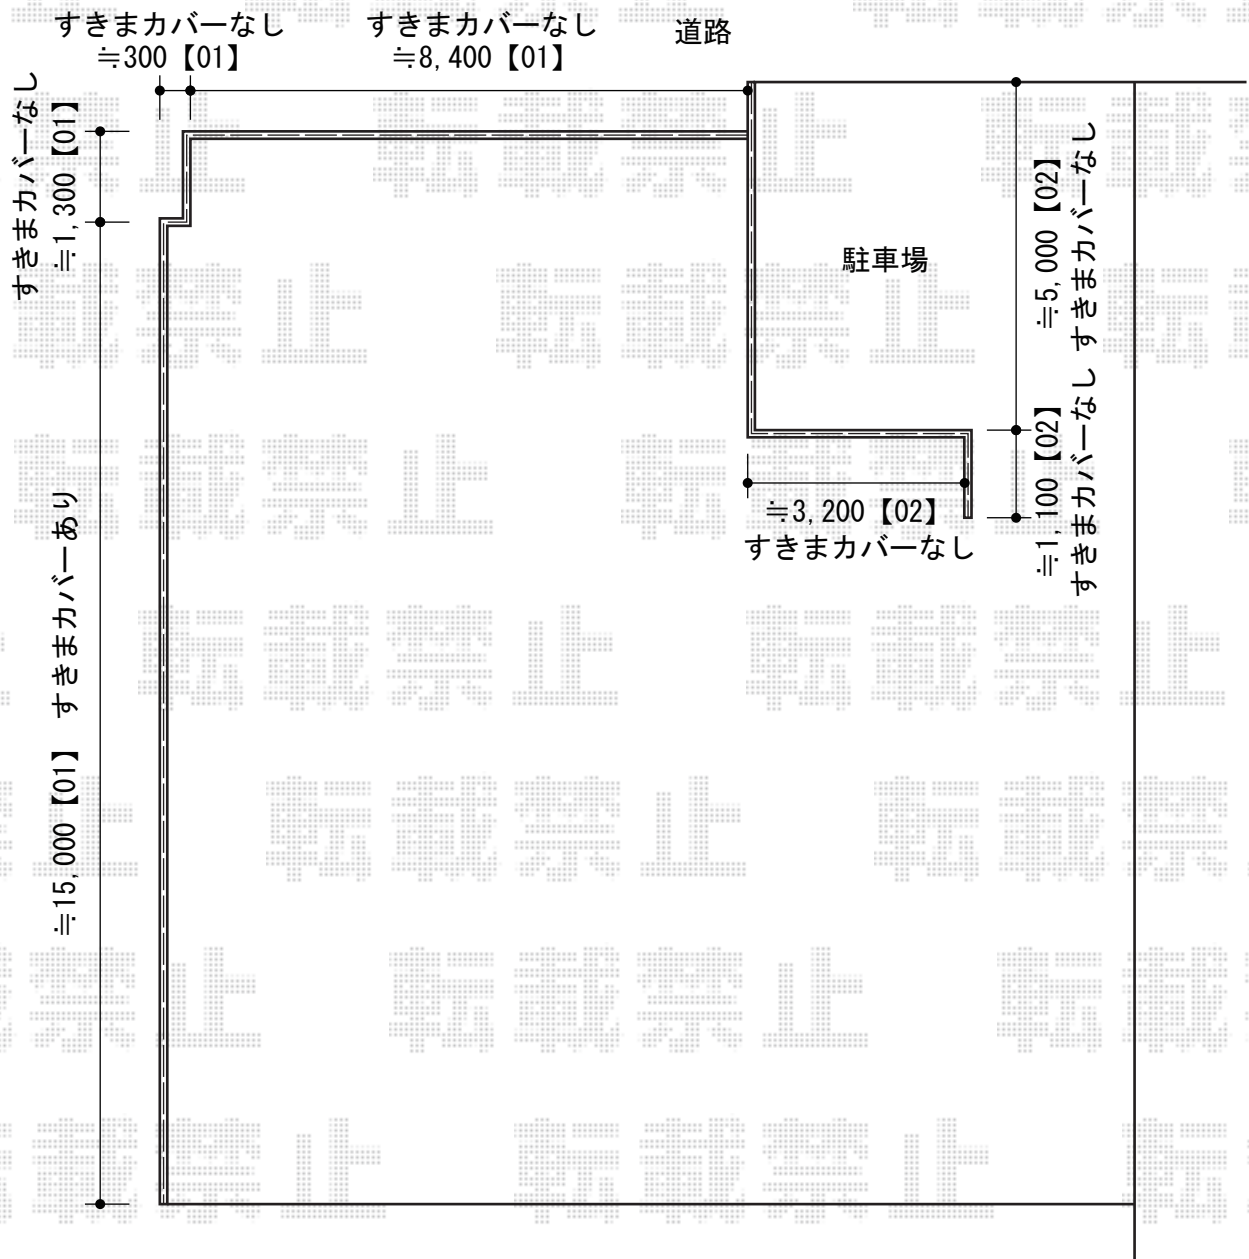 すきまカバーなし
≒300【01】
すきまカバーなし
≒8,400【01】
道路
すきまカバーなし
≒1,300【01】
≒15,000【01】 すきまカバーあり
駐車場
≒5,000【02】
すきまカバーなし
≒1,100【02】
すきまカバーなし
≒3,200【02】
すきまカバーなし
転載禁止